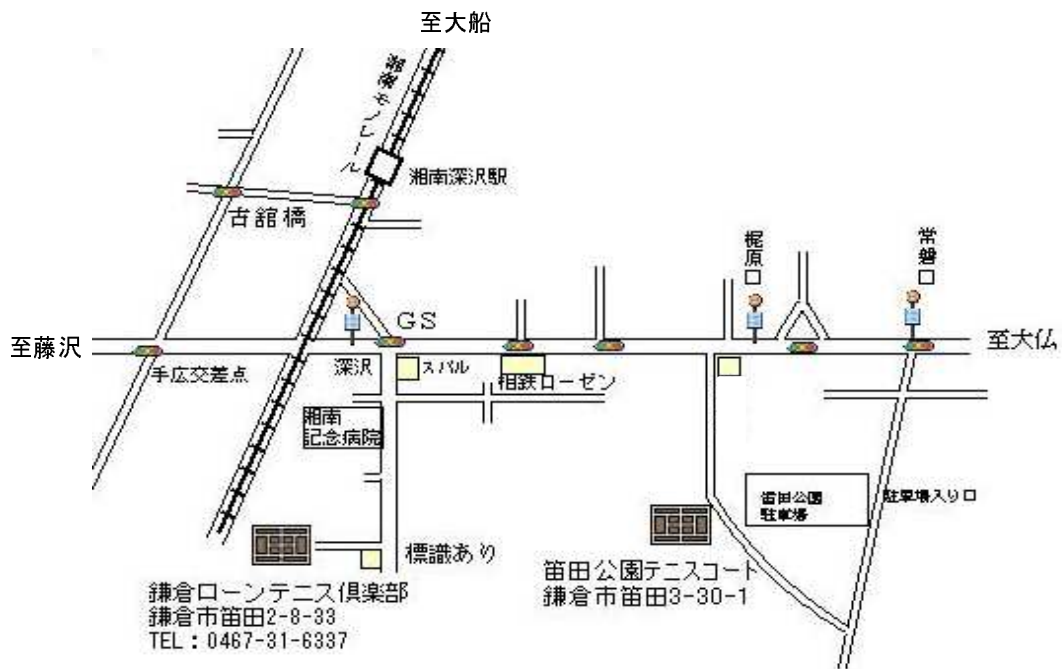 至大船
湘南モノレール
湘南深沢駅
古舘橋
梶原
常磐
GS
至藤沢
至大仏
手広交差点
深沢
スバル
相鉄ローゼン
湘南
記念病院
笛田公園
駐車場
駐車場入り口
標識あり
鎌倉ローンテニス倶楽部
鎌倉市笛田2-8-33
TEL：0467-31-6337
笛田公園テニスコート
鎌倉市笛田3-30-1